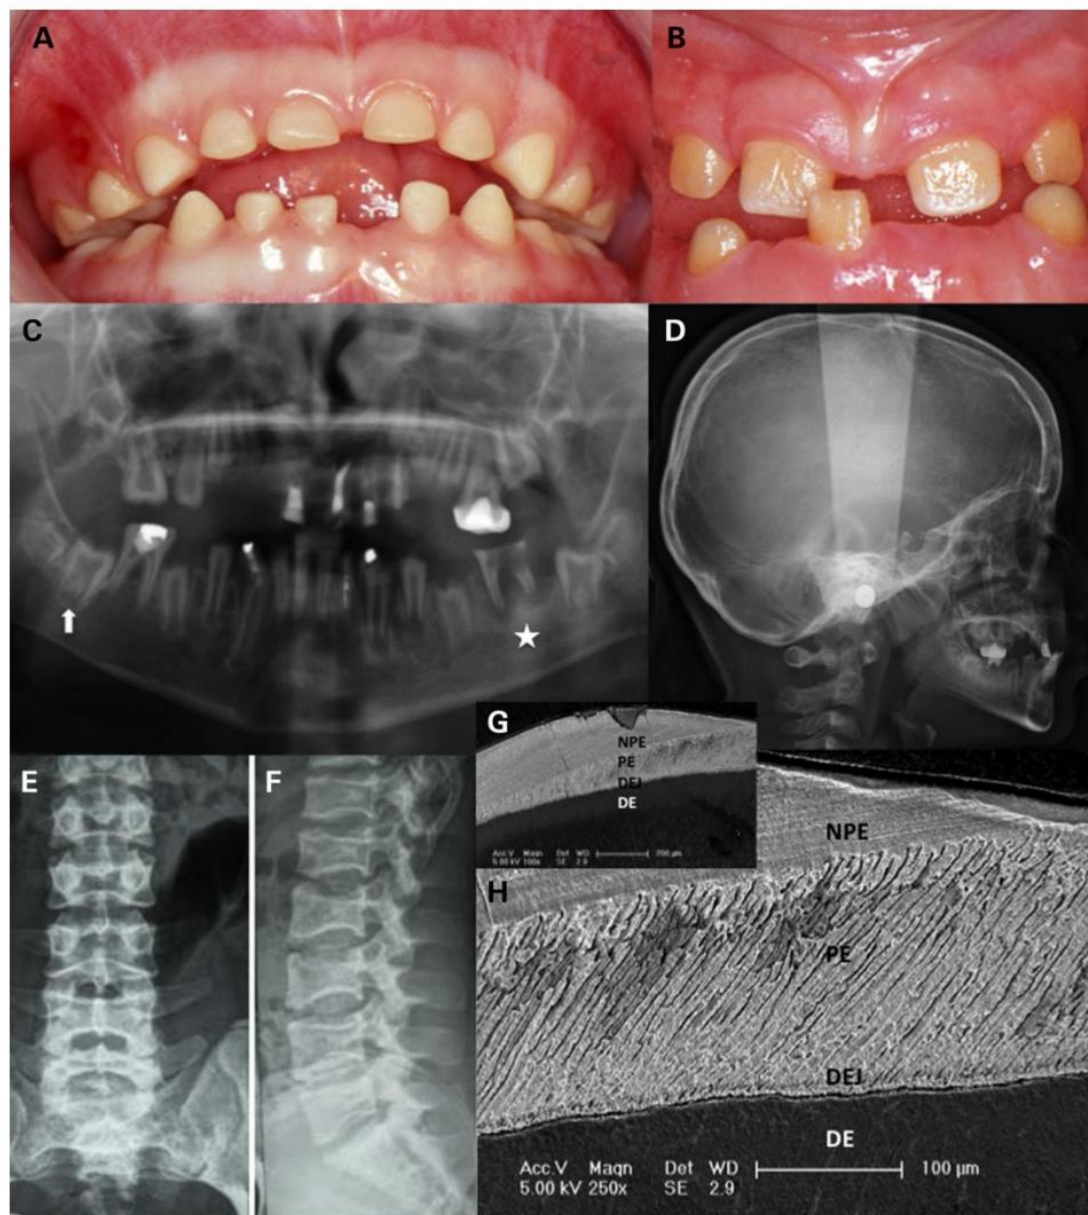 A
B
C
D
E
F
G
NPE
PE
DEJ
DE
Acc.V Magn Det WD
5.00 kV 100x SE 2.9
200 µm
H
NPE
PE
DEJ
DE
Acc.V Magn Det WD
5.00 kV 250x SE 2.9
100 µm